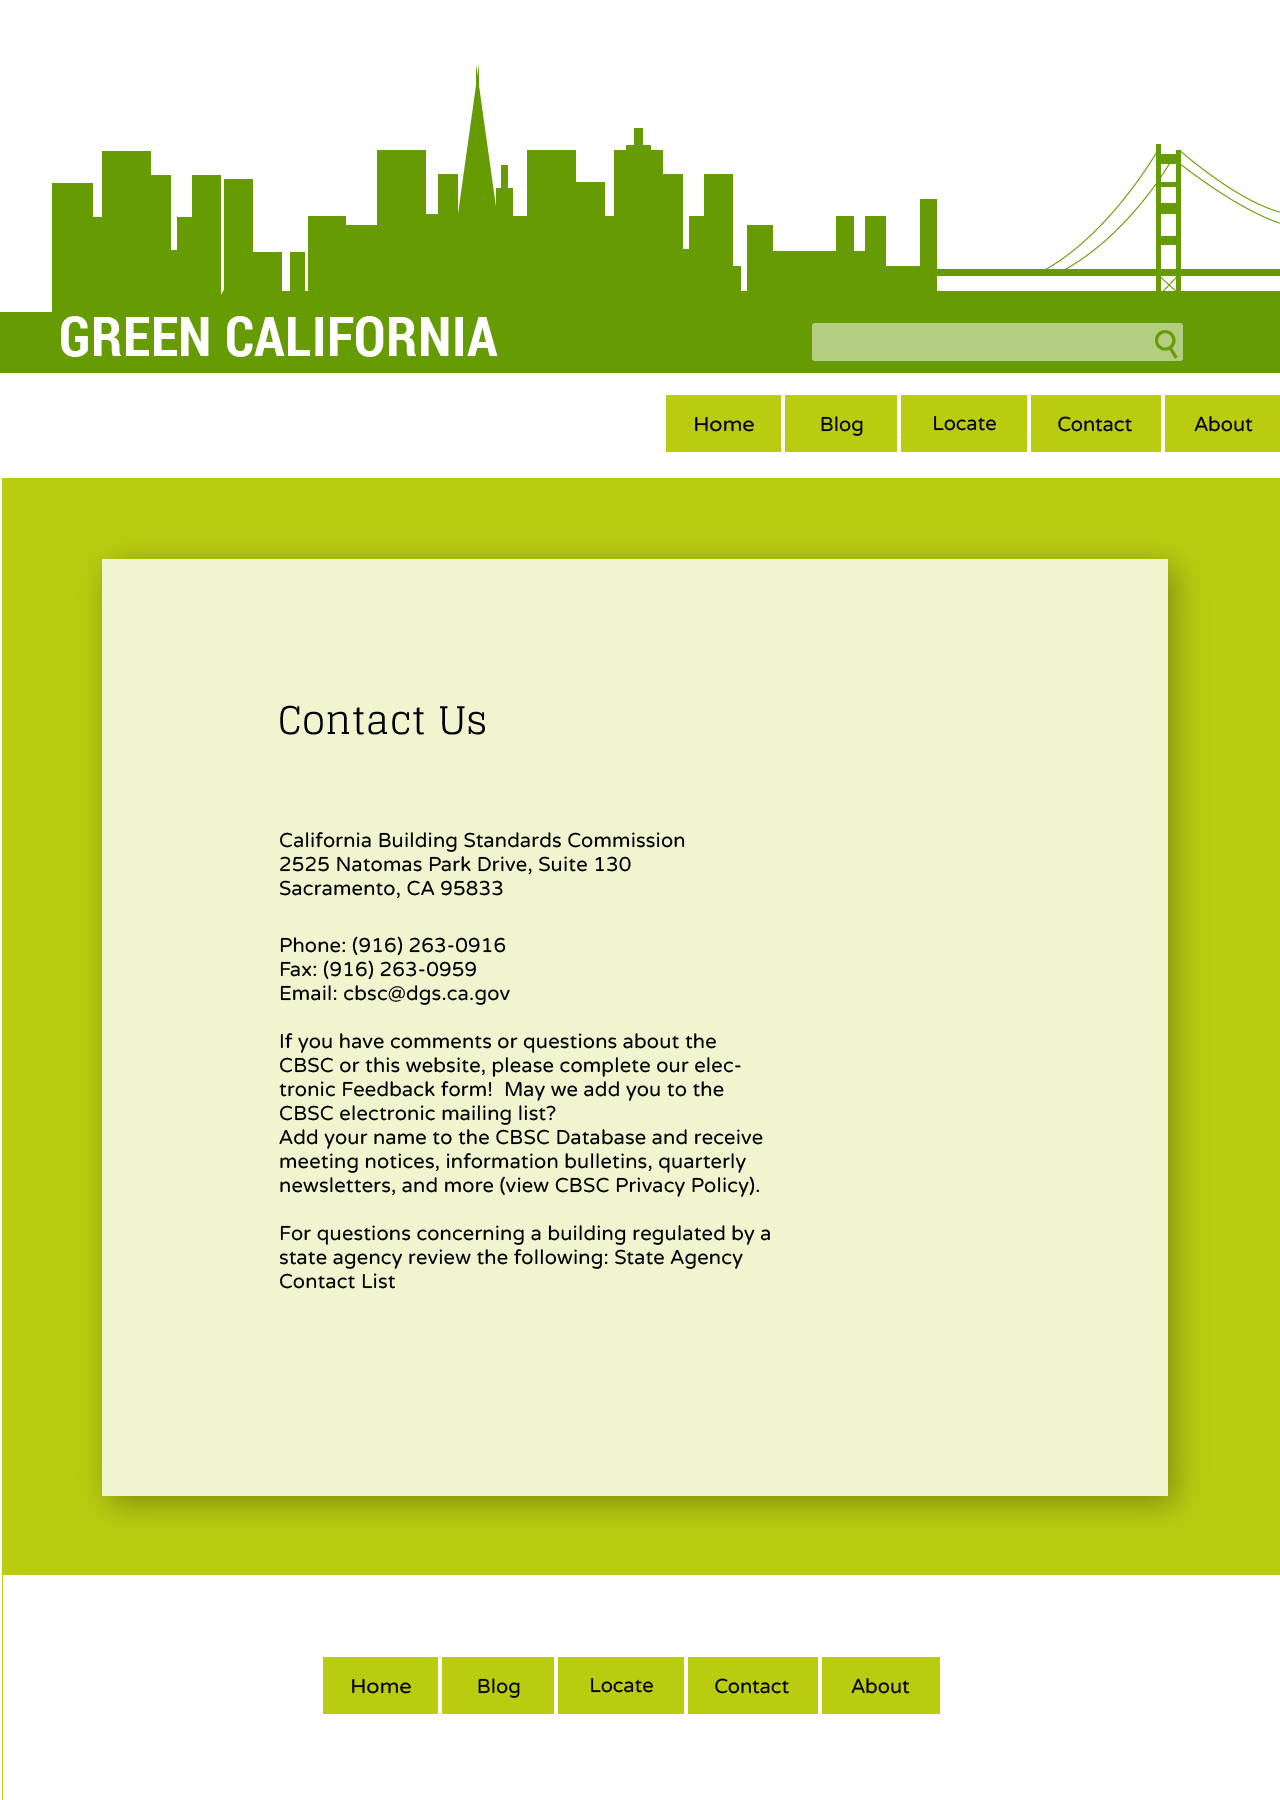 GREEN CALIFORNIA
Home Blog Locate Contact About
Contact Us
California Building Standards Commission
2525 Natomas Park Drive, Suite 130
Sacramento, CA 95833
Phone: (916) 263-0916
Fax: (916) 263-0959
Email: cbsc@dgs.ca.gov
If you have comments or questions about the
CBSC or this website, please complete our elec-
tronic Feedback form!  May we add you to the
CBSC electronic mailing list?
Add your name to the CBSC Database and receive
meeting notices, information bulletins, quarterly
newsletters, and more (view CBSC Privacy Policy).
For questions concerning a building regulated by a
state agency review the following: State Agency
Contact List
Home Blog Locate Contact About